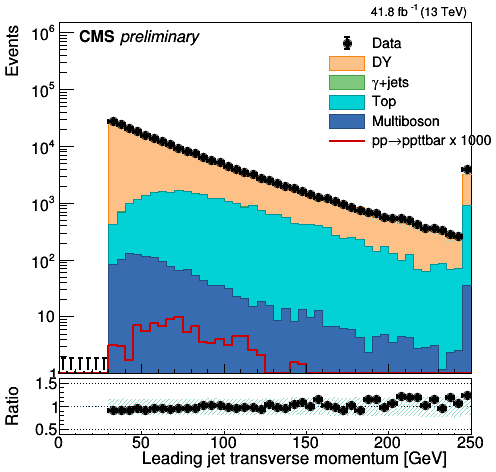 41.8 fb⁻¹ (13 TeV)
CMS preliminary
Events
10⁶
10⁵
10⁴
10³
10²
10
1
Data
DY
γ+jets
Top
Multiboson
pp→ppttbar x 1000
Ratio
1.5
1
0.5
0 50 100 150 200 250
Leading jet transverse momentum [GeV]